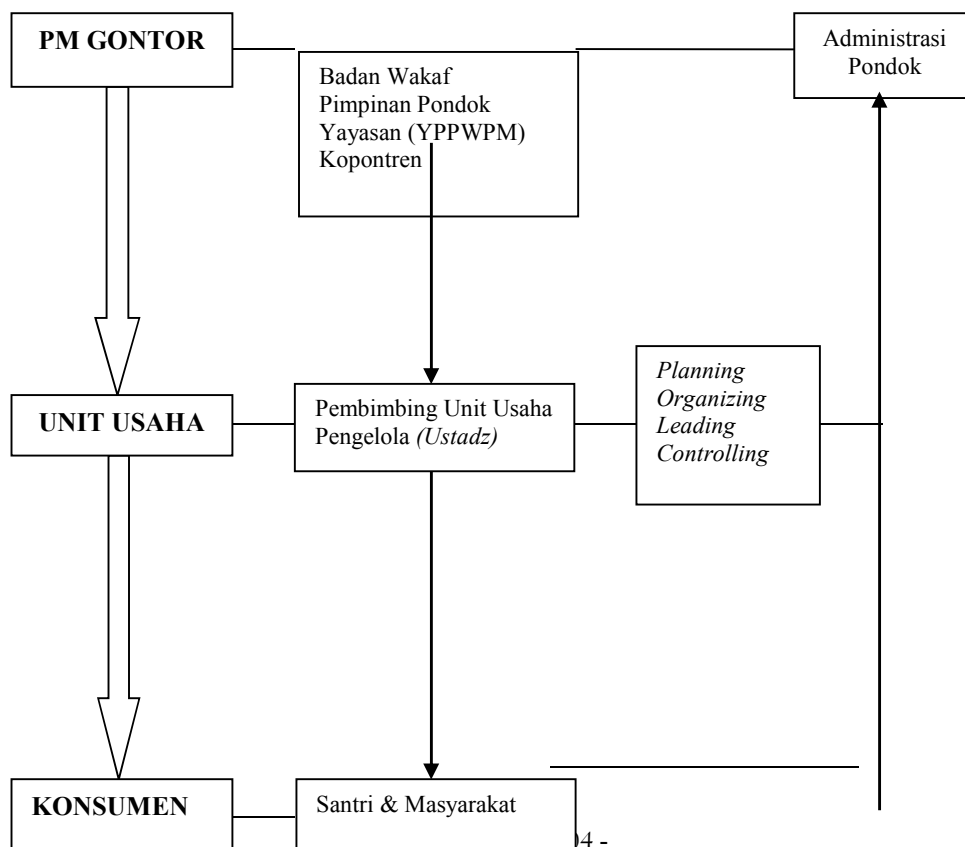 PM GONTOR
Badan Wakaf
Pimpinan Pondok
Yayasan (YPPWPM)
Kopontren
Administrasi
Pondok
UNIT USAHA
Pembimbing Unit Usaha
Pengelola (Ustadz)
Planning
Organizing
Leading
Controlling
KONSUMEN
Santri & Masyarakat
04 -